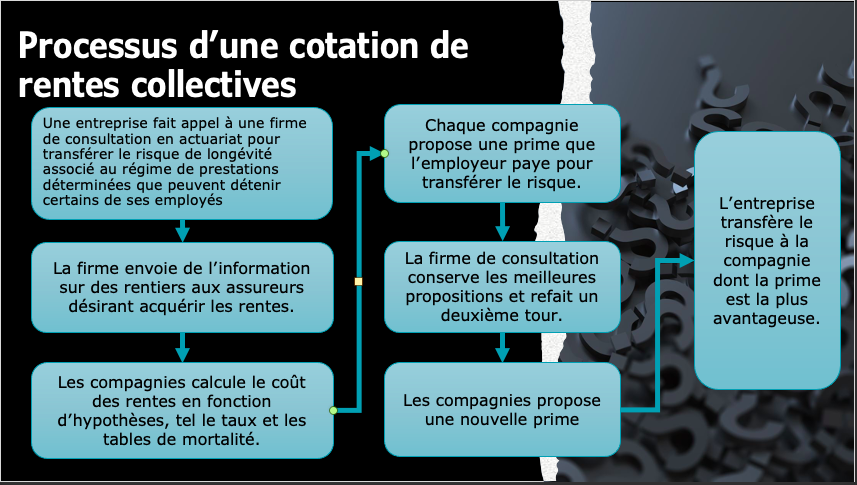 Processus d’une cotation de
rentes collectives
Une entreprise fait appel à une firme
de consultation en actuariat pour
transférer le risque de longévité
associé au régime de prestations
déterminées que peuvent détenir
certains de ses employés
La firme envoie de l’information
sur des rentiers aux assureurs
désirant acquérir les rentes.
Les compagnies calcule le coût
des rentes en fonction
d’hypothèses, tel le taux et les
tables de mortalité.
Chaque compagnie
propose une prime que
l’employeur paye pour
transférer le risque.
La firme de consultation
conserve les meilleures
propositions et refait un
deuxième tour.
Les compagnies propose
une nouvelle prime
L’entreprise
transfère le
risque à la
compagnie
dont la prime
est la plus
avantageuse.